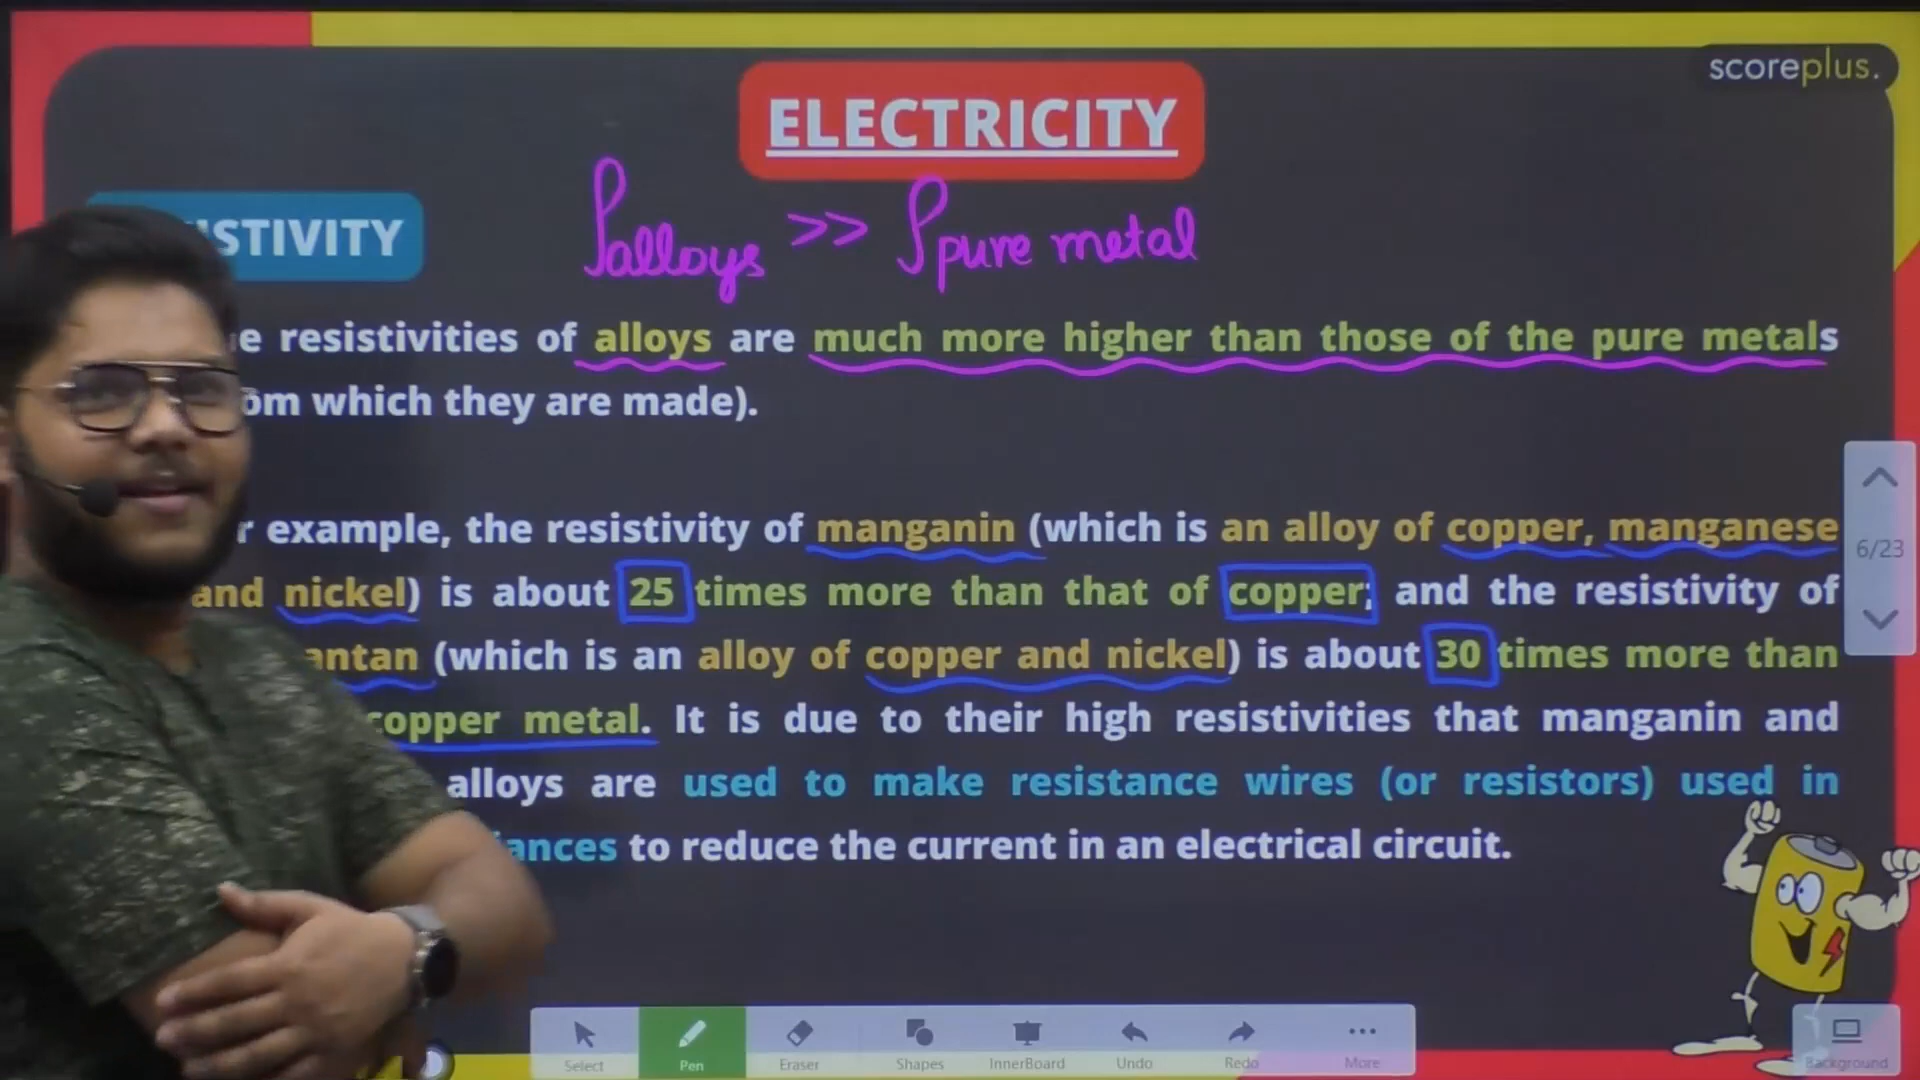 scoreplus.
ELECTRICITY
ρalloys >> ρpure metal
resistivities of alloys are much more higher than those of the pure metals
which they are made).
example, the resistivity of manganin (which is an alloy of copper, manganese
and nickel) is about 25 times more than that of copper; and the resistivity of
(which is an alloy of copper and nickel) is about 30 times more than
copper metal. It is due to their high resistivities that manganin and
alloys are used to make resistance wires (or resistors) used in
to reduce the current in an electrical circuit.
6/23
Select Pen Eraser Shapes InnerBoard Undo Redo More
Background